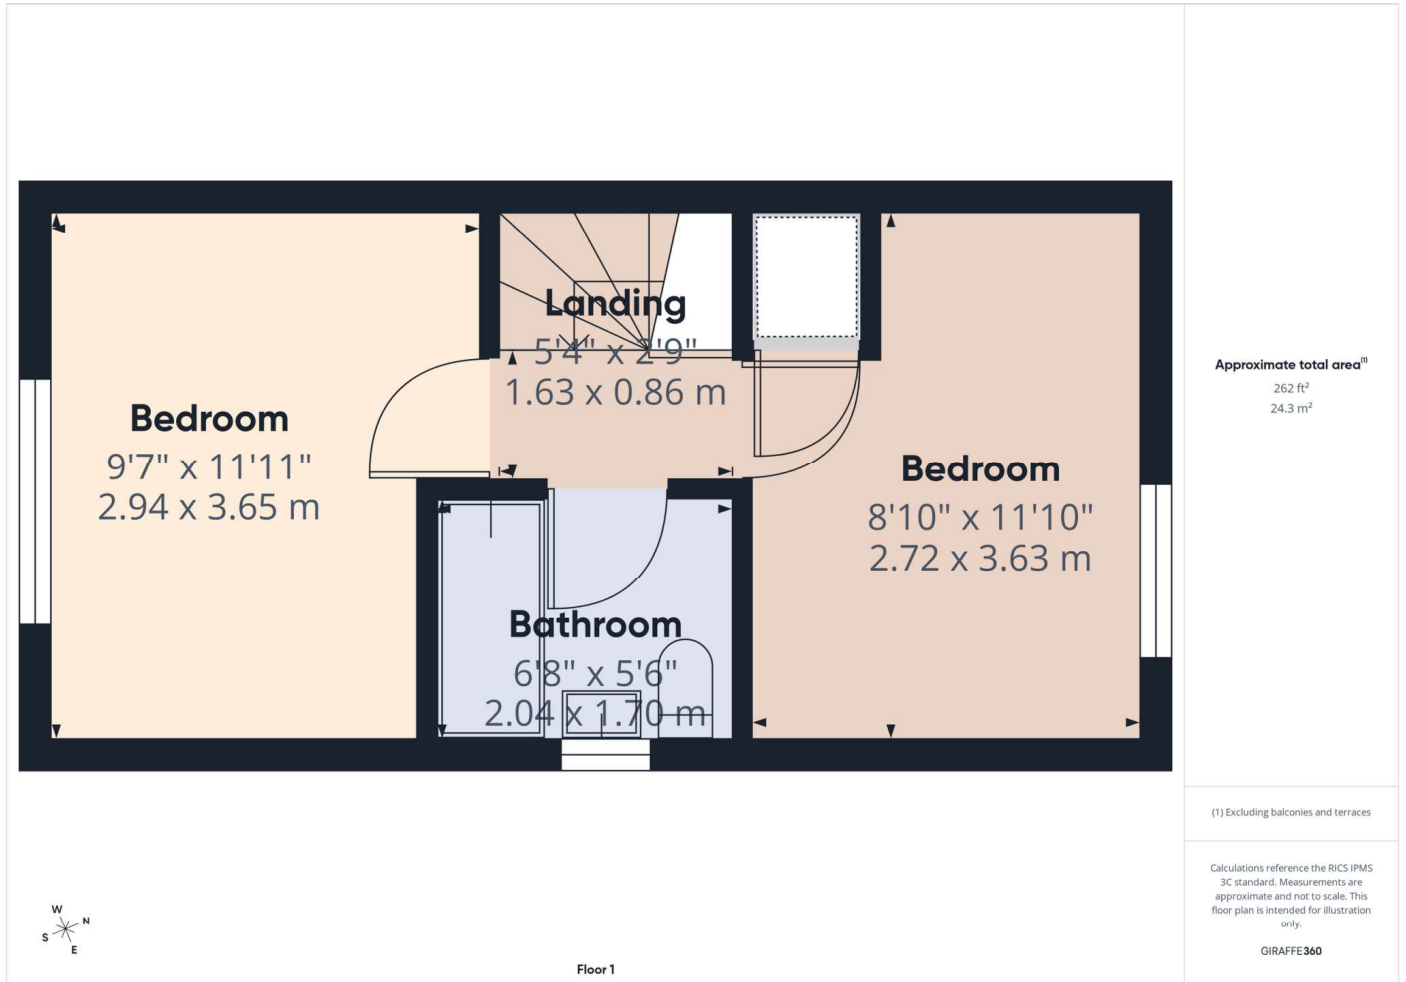 Landing
5'4" x 2'9"
1.63 x 0.86 m
Bedroom
9'7" x 11'11"
2.94 x 3.65 m
Bedroom
8'10" x 11'10"
2.72 x 3.63 m
Bathroom
6'8" x 5'6"
2.04 x 1.70 m
W
N
S
E
Floor 1
Approximate total area(1)
262 ft²
24.3 m²
(1) Excluding balconies and terraces
Calculations reference the RICS IPMS
3C standard. Measurements are
approximate and not to scale. This
floor plan is intended for illustration
only.
GIRAFFE360